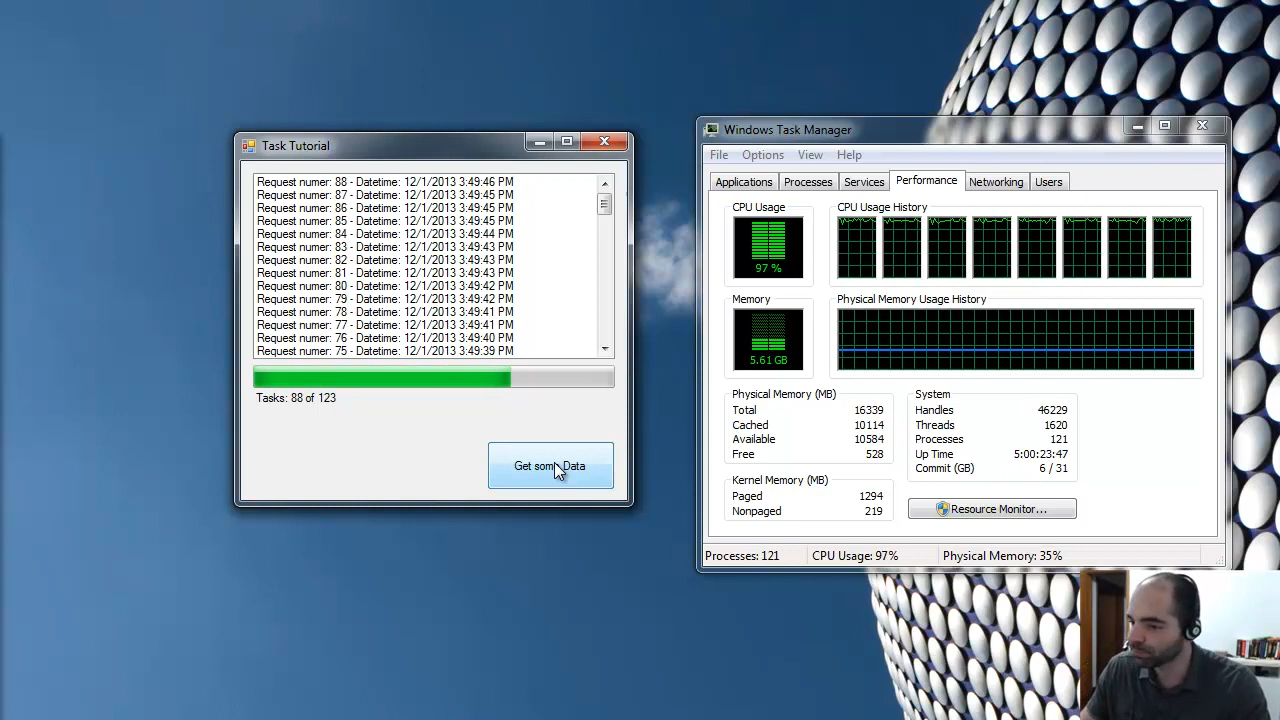 Task Tutorial
Request numer: 88 - Datetime: 12/1/2013 3:49:46 PM
Request numer: 87 - Datetime: 12/1/2013 3:49:45 PM
Request numer: 86 - Datetime: 12/1/2013 3:49:45 PM
Request numer: 85 - Datetime: 12/1/2013 3:49:45 PM
Request numer: 84 - Datetime: 12/1/2013 3:49:44 PM
Request numer: 83 - Datetime: 12/1/2013 3:49:43 PM
Request numer: 82 - Datetime: 12/1/2013 3:49:43 PM
Request numer: 81 - Datetime: 12/1/2013 3:49:43 PM
Request numer: 80 - Datetime: 12/1/2013 3:49:42 PM
Request numer: 79 - Datetime: 12/1/2013 3:49:42 PM
Request numer: 78 - Datetime: 12/1/2013 3:49:41 PM
Request numer: 77 - Datetime: 12/1/2013 3:49:41 PM
Request numer: 76 - Datetime: 12/1/2013 3:49:40 PM
Request numer: 75 - Datetime: 12/1/2013 3:49:39 PM
Tasks: 88 of 123
Get some Data
Windows Task Manager
File Options View Help
Applications Processes Services Performance Networking Users
CPU Usage
97 %
CPU Usage History
Memory
5.61 GB
Physical Memory Usage History
Physical Memory (MB)
Total 16339
Cached 10114
Available 10584
Free 528
System
Handles 46229
Threads 1620
Processes 121
Up Time 5:00:23:47
Commit (GB) 6 / 31
Kernel Memory (MB)
Paged 1294
Nonpaged 219
Resource Monitor...
Processes: 121 CPU Usage: 97% Physical Memory: 35%